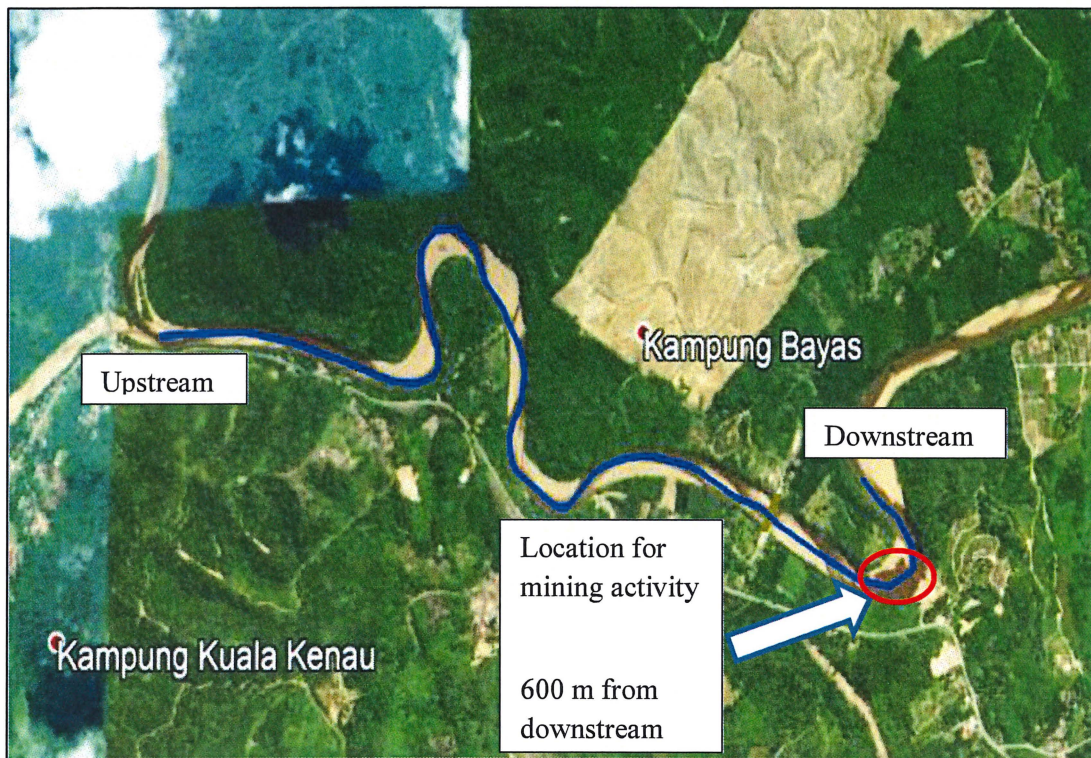 Kampung Bayas
Upstream
Downstream
Location for
mining activity
600 m from
downstream
Kampung Kuala Kenau